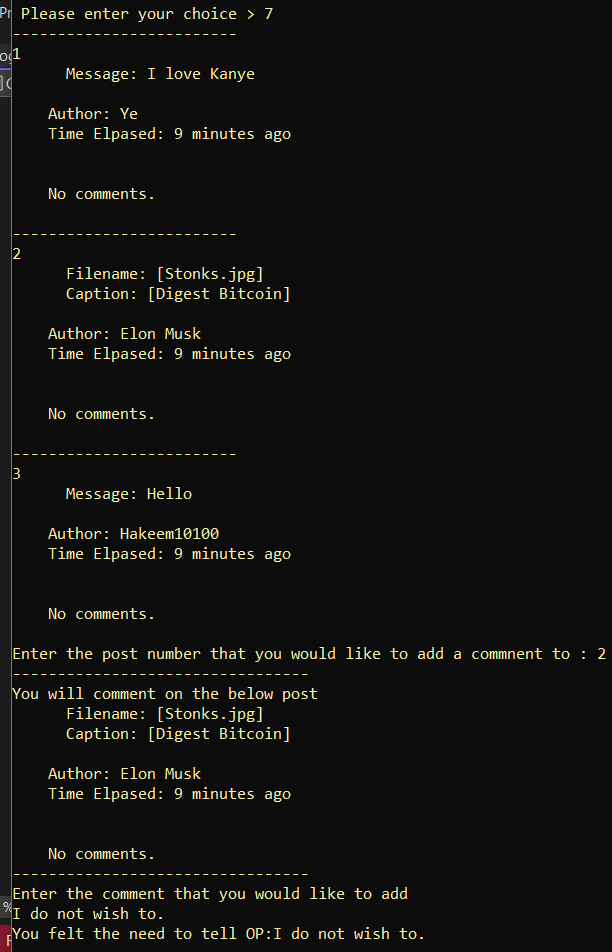 Please enter your choice > 7
-------------------------
1
Message: I love Kanye
Author: Ye
Time Elpased: 9 minutes ago
No comments.
-------------------------
2
Filename: [Stonks.jpg]
Caption: [Digest Bitcoin]
Author: Elon Musk
Time Elpased: 9 minutes ago
No comments.
-------------------------
3
Message: Hello
Author: Hakeem10100
Time Elpased: 9 minutes ago
No comments.
Enter the post number that you would like to add a commnent to : 2
---------------------------------
You will comment on the below post
Filename: [Stonks.jpg]
Caption: [Digest Bitcoin]
Author: Elon Musk
Time Elpased: 9 minutes ago
No comments.
---------------------------------
Enter the comment that you would like to add
I do not wish to.
You felt the need to tell OP:I do not wish to.